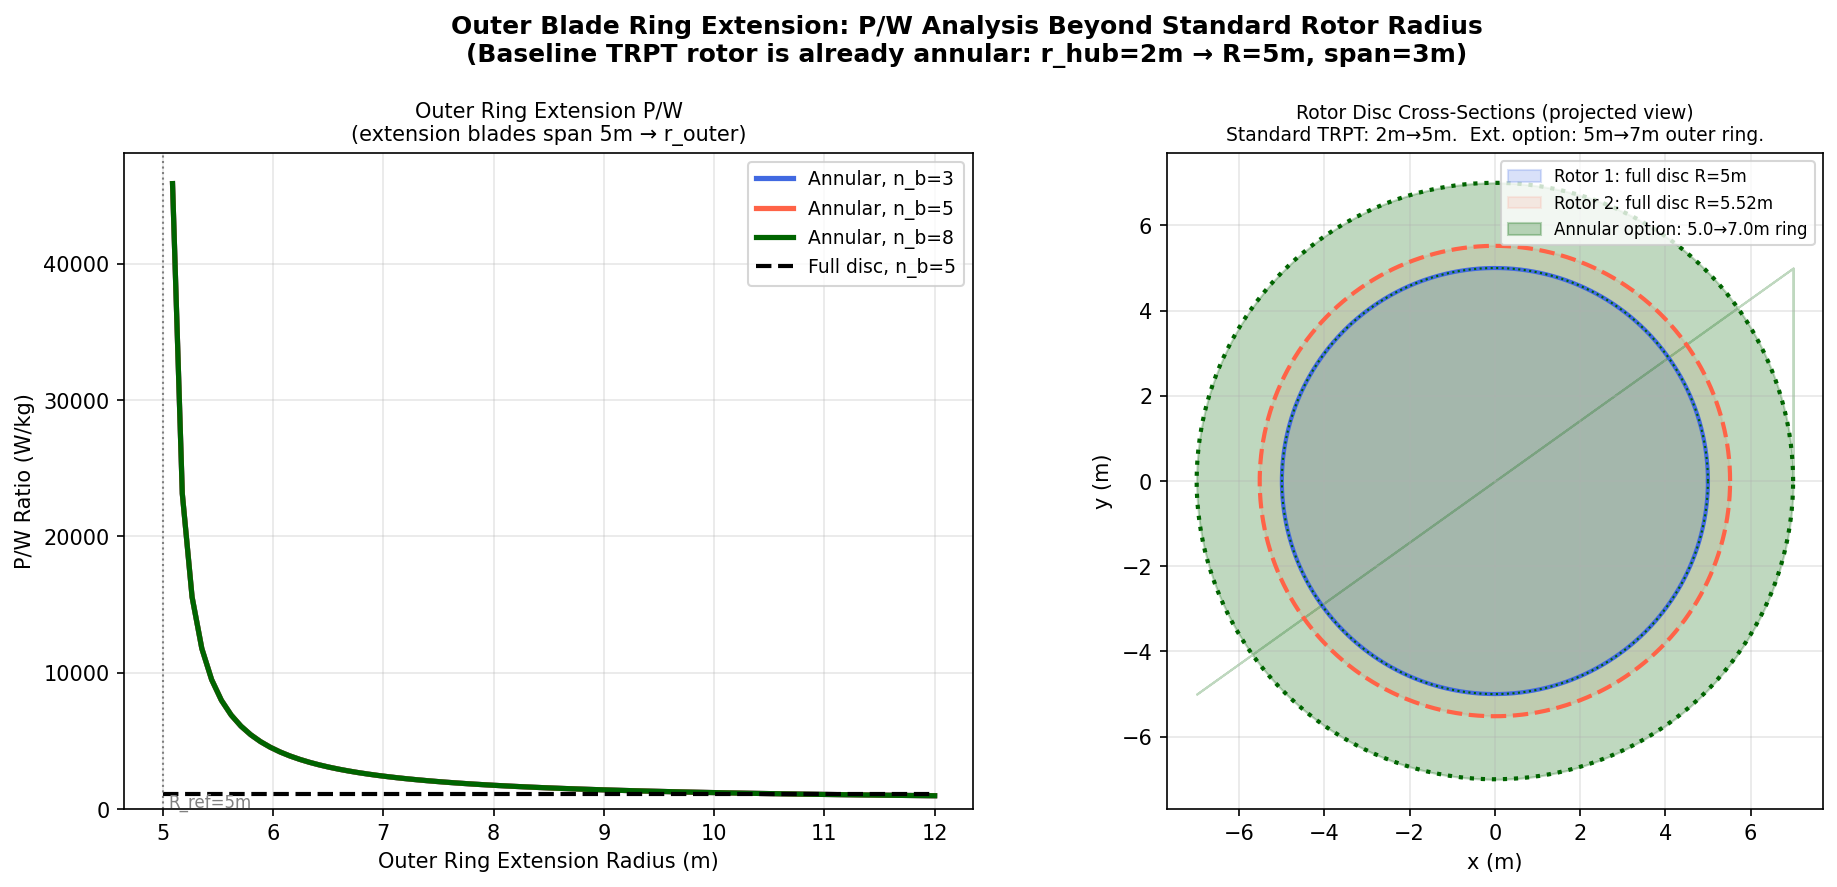 Outer Blade Ring Extension: P/W Analysis Beyond Standard Rotor Radius
(Baseline TRPT rotor is already annular: r_hub=2m → R=5m, span=3m)
Outer Ring Extension P/W
(extension blades span 5m → r_outer)
Annular, n_b=3
Annular, n_b=5
Annular, n_b=8
Full disc, n_b=5
P/W Ratio (W/kg)
40000
30000
20000
10000
0
R_ref=5m
5 6 7 8 9 10 11 12
Outer Ring Extension Radius (m)
Rotor Disc Cross-Sections (projected view)
Standard TRPT: 2m→5m.  Ext. option: 5m→7m outer ring.
Rotor 1: full disc R=5m
Rotor 2: full disc R=5.52m
Annular option: 5.0→7.0m ring
y (m)
6
4
2
0
−2
−4
−6
−6 −4 −2 0 2 4 6
x (m)